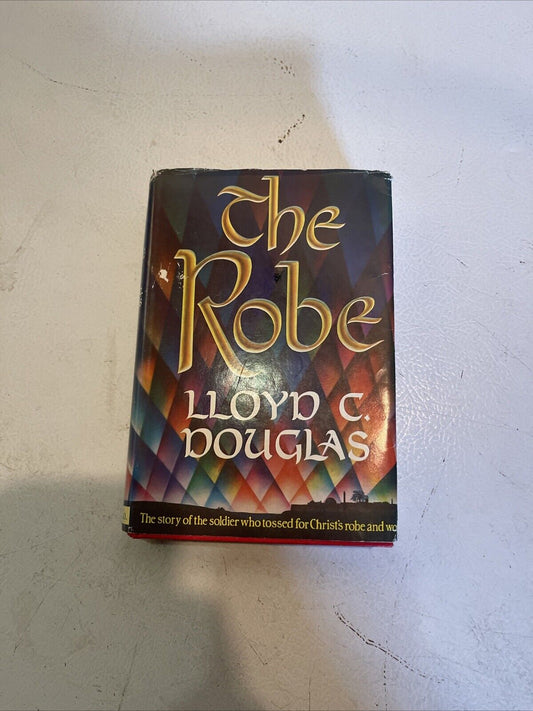 The
Robe
LLOYD C.
DOUGLAS
The story of the soldier who tossed for Christ's robe and wo